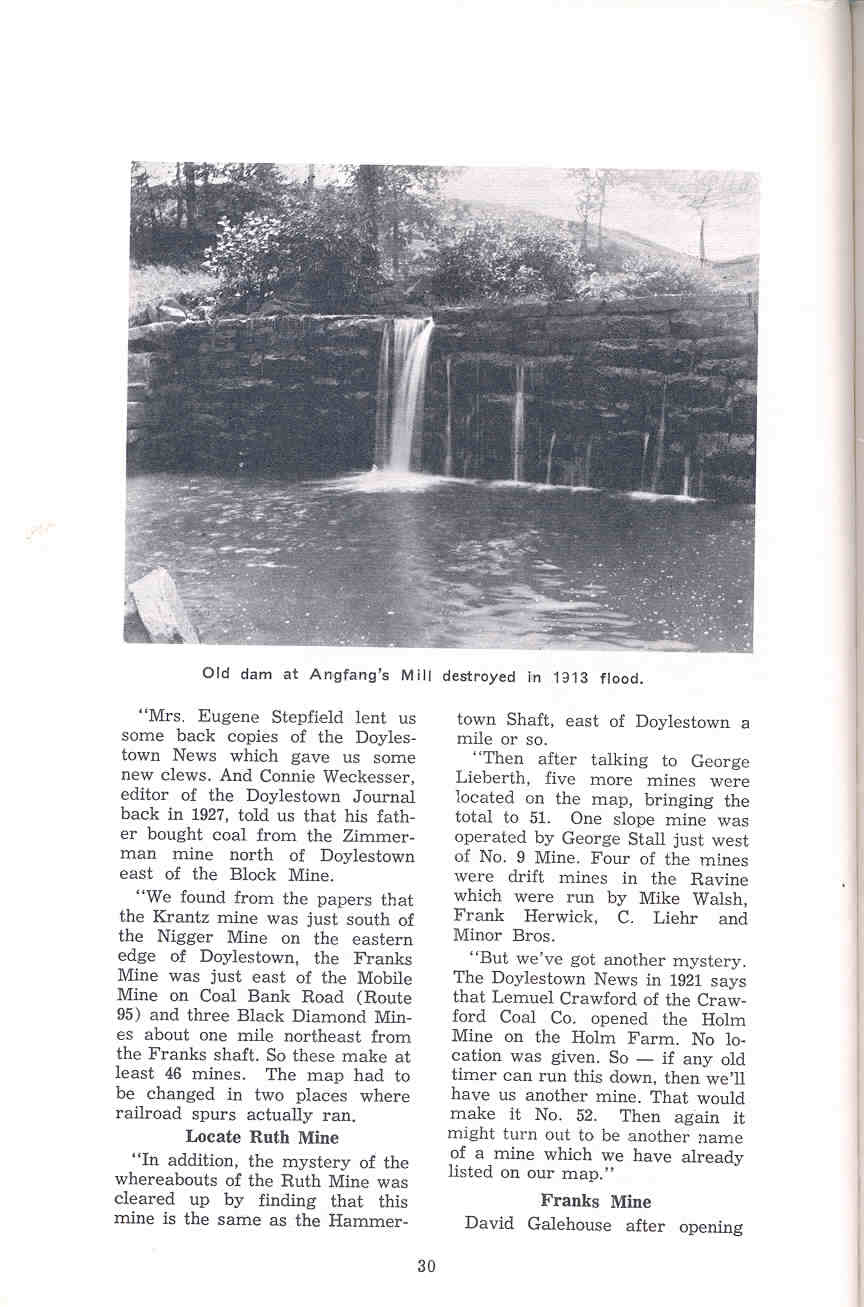 Old dam at Angfang's Mill destroyed in 1913 flood.
"Mrs. Eugene Stepfield lent us
some back copies of the Doyles-
town News which gave us some
new clews. And Connie Weckesser,
editor of the Doylestown Journal
back in 1927, told us that his fath-
er bought coal from the Zimmer-
man mine north of Doylestown
east of the Block Mine.
"We found from the papers that
the Krantz mine was just south of
the Nigger Mine on the eastern
edge of Doylestown, the Franks
Mine was just east of the Mobile
Mine on Coal Bank Road (Route
95) and three Black Diamond Min-
es about one mile northeast from
the Franks shaft. So these make at
least 46 mines. The map had to
be changed in two places where
railroad spurs actually ran.
Locate Ruth Mine
"In addition, the mystery of the
whereabouts of the Ruth Mine was
cleared up by finding that this
mine is the same as the Hammer-
town Shaft, east of Doylestown a
mile or so.
"Then after talking to George
Lieberth, five more mines were
located on the map, bringing the
total to 51. One slope mine was
operated by George Stall just west
of No. 9 Mine. Four of the mines
were drift mines in the Ravine
which were run by Mike Walsh,
Frank Herwick, C. Liehr and
Minor Bros.
"But we've got another mystery.
The Doylestown News in 1921 says
that Lemuel Crawford of the Craw-
ford Coal Co. opened the Holm
Mine on the Holm Farm. No lo-
cation was given. So — if any old
timer can run this down, then we'll
have us another mine. That would
make it No. 52. Then again it
might turn out to be another name
of a mine which we have already
listed on our map."
Franks Mine
David Galehouse after opening
30